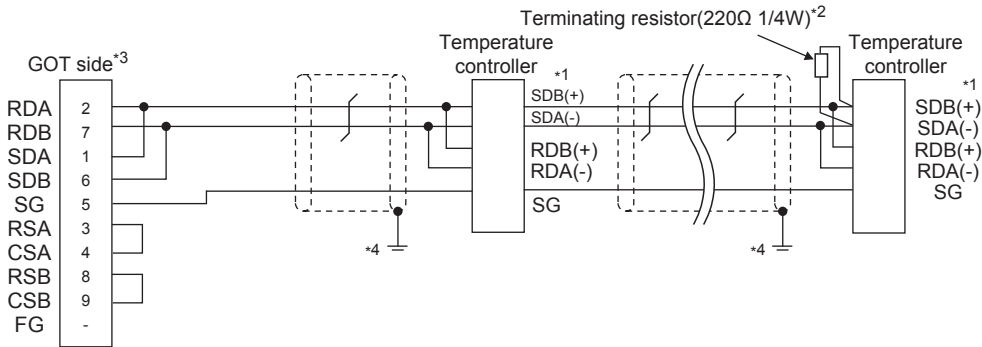 Terminating resistor(220Ω 1/4W)*2
GOT side*3
Temperature
controller
*1
Temperature
controller
*1
RDA 2
RDB 7
SDA 1
SDB 6
SG 5
RSA 3
CSA 4
RSB 8
CSB 9
FG -
SDB(+)
SDA(-)
RDB(+)
RDA(-)
SG
SDB(+)
SDA(-)
RDB(+)
RDA(-)
SG
*4
*4